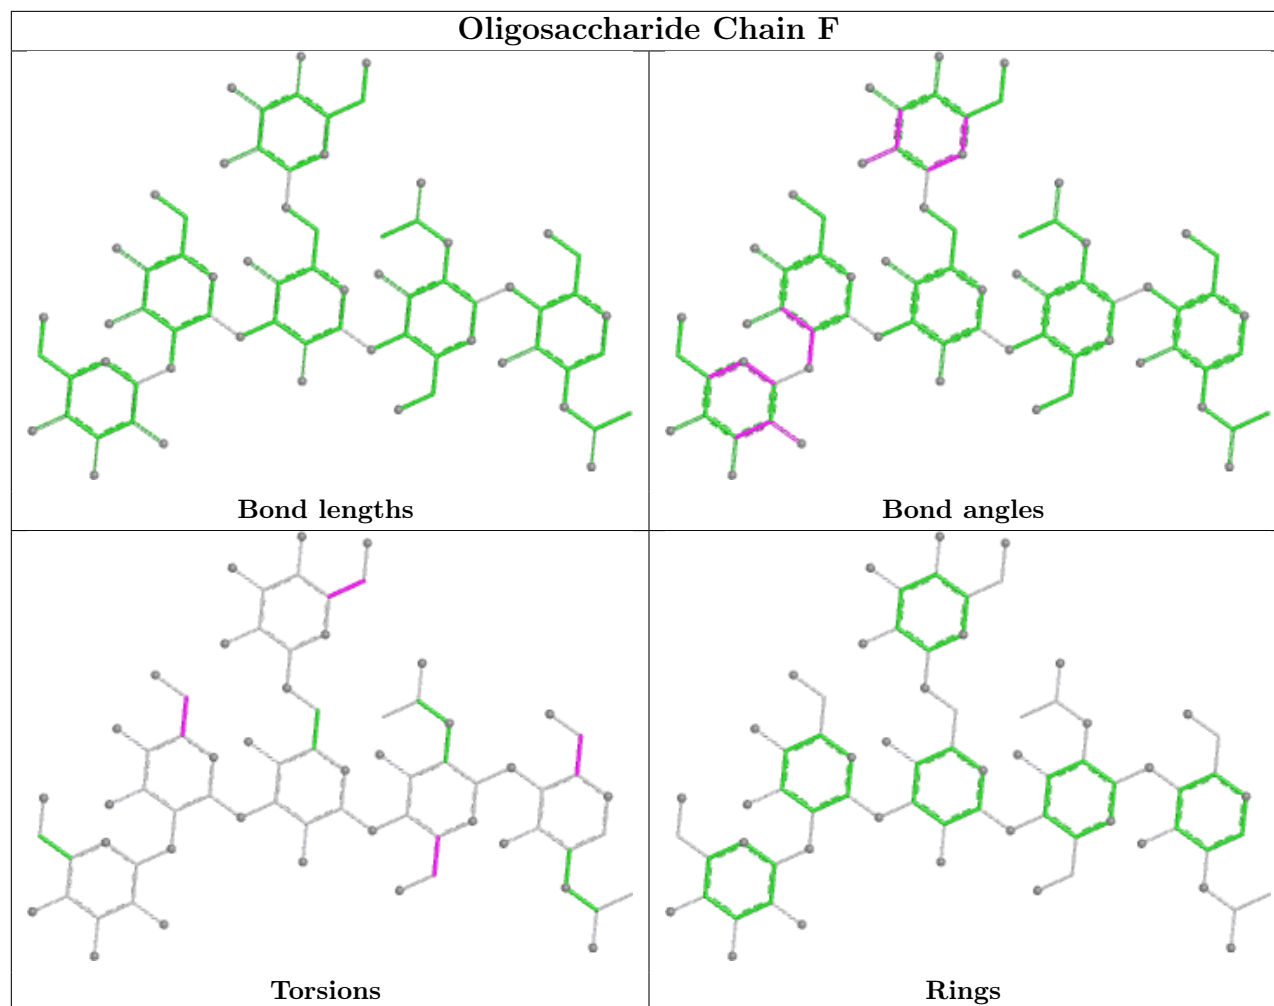 Oligosaccharide Chain F
Bond lengths
Bond angles
Torsions
Rings